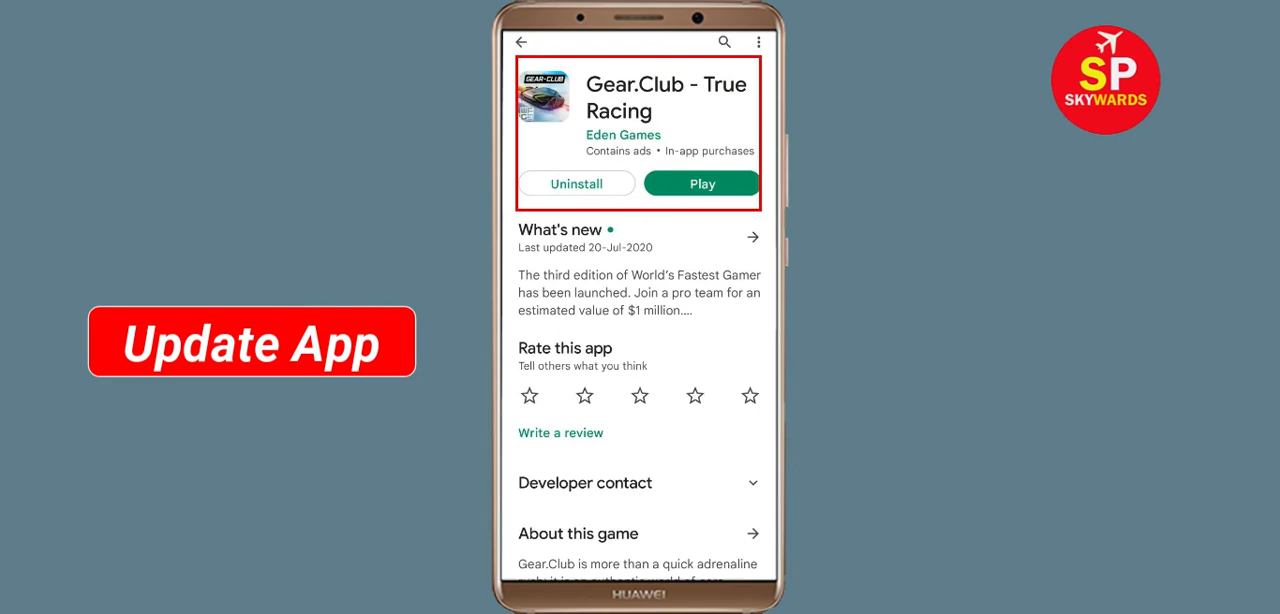 SP
SKYWARDS
GEAR•CLUB
Gear.Club - True
Racing
Eden Games
Contains ads • In-app purchases
Uninstall
Play
What's new •
Last updated 20-Jul-2020
The third edition of World's Fastest Gamer
has been launched. Join a pro team for an
estimated value of $1 million....
Update App
Rate this app
Tell others what you think
Write a review
Developer contact
About this game
Gear.Club is more than a quick adrenaline
HUAWEI